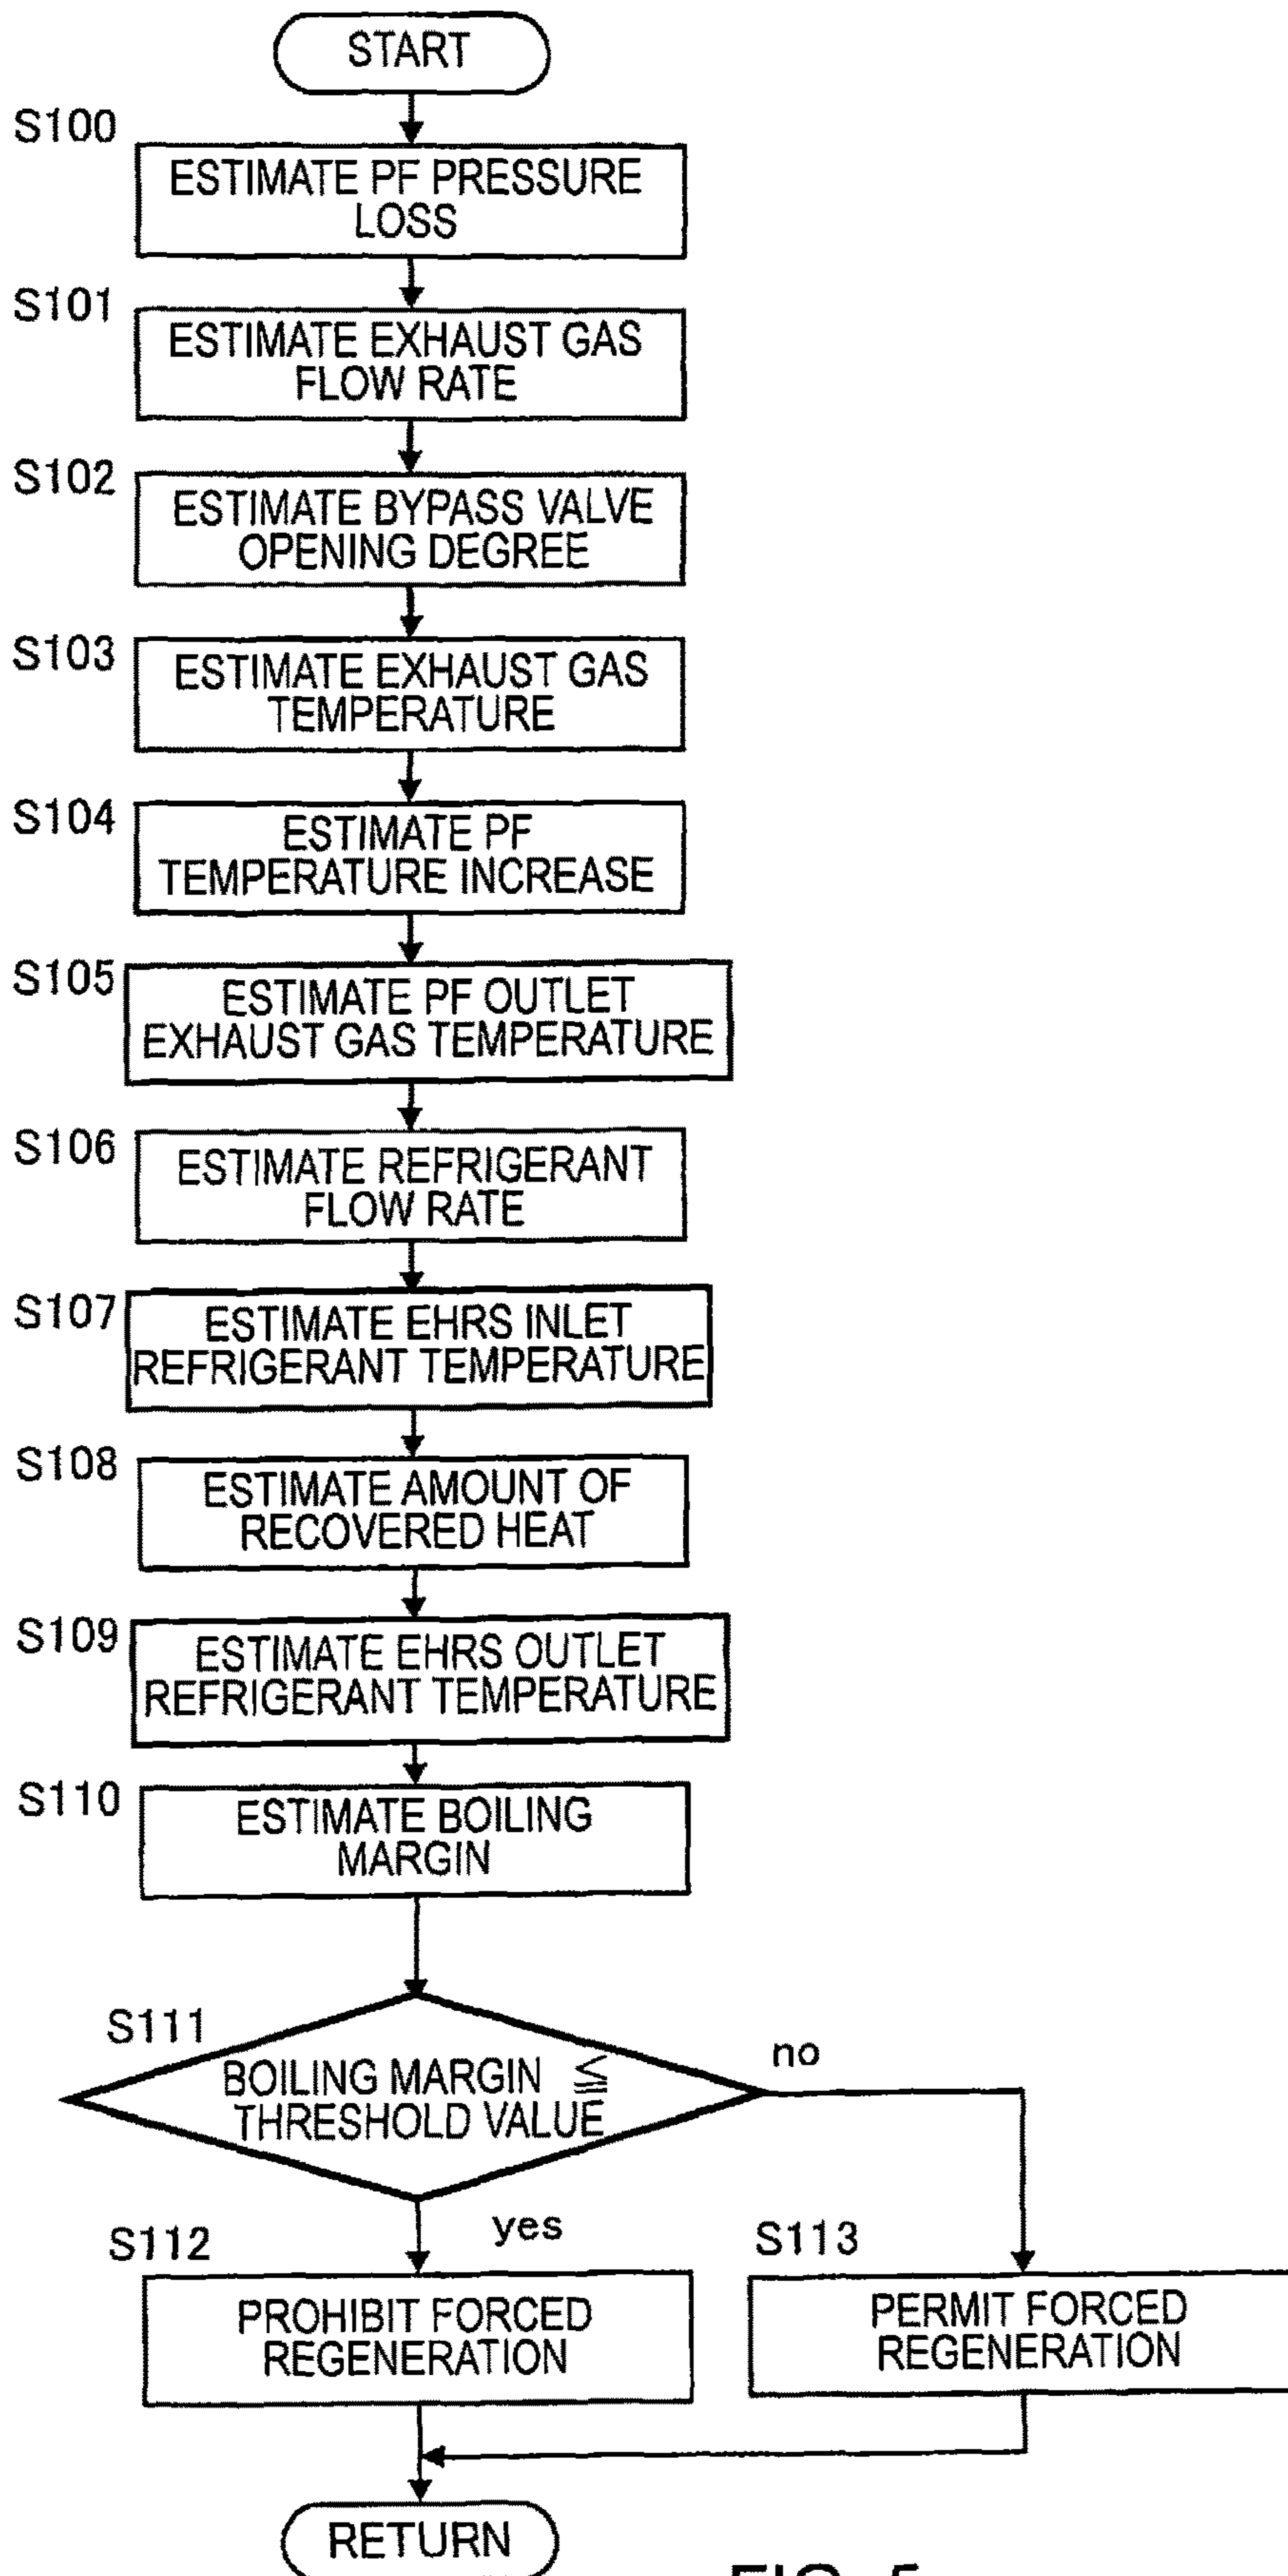 START
S100
ESTIMATE PF PRESSURE
LOSS
S101
ESTIMATE EXHAUST GAS
FLOW RATE
S102
ESTIMATE BYPASS VALVE
OPENING DEGREE
S103
ESTIMATE EXHAUST GAS
TEMPERATURE
S104
ESTIMATE PF
TEMPERATURE INCREASE
S105
ESTIMATE PF OUTLET
EXHAUST GAS TEMPERATURE
S106
ESTIMATE REFRIGERANT
FLOW RATE
S107
ESTIMATE EHRS INLET
REFRIGERANT TEMPERATURE
S108
ESTIMATE AMOUNT OF
RECOVERED HEAT
S109
ESTIMATE EHRS OUTLET
REFRIGERANT TEMPERATURE
S110
ESTIMATE BOILING
MARGIN
S111
BOILING MARGIN ≦
THRESHOLD VALUE
no
yes
S112
PROHIBIT FORCED
REGENERATION
S113
PERMIT FORCED
REGENERATION
RETURN
FIG. 5